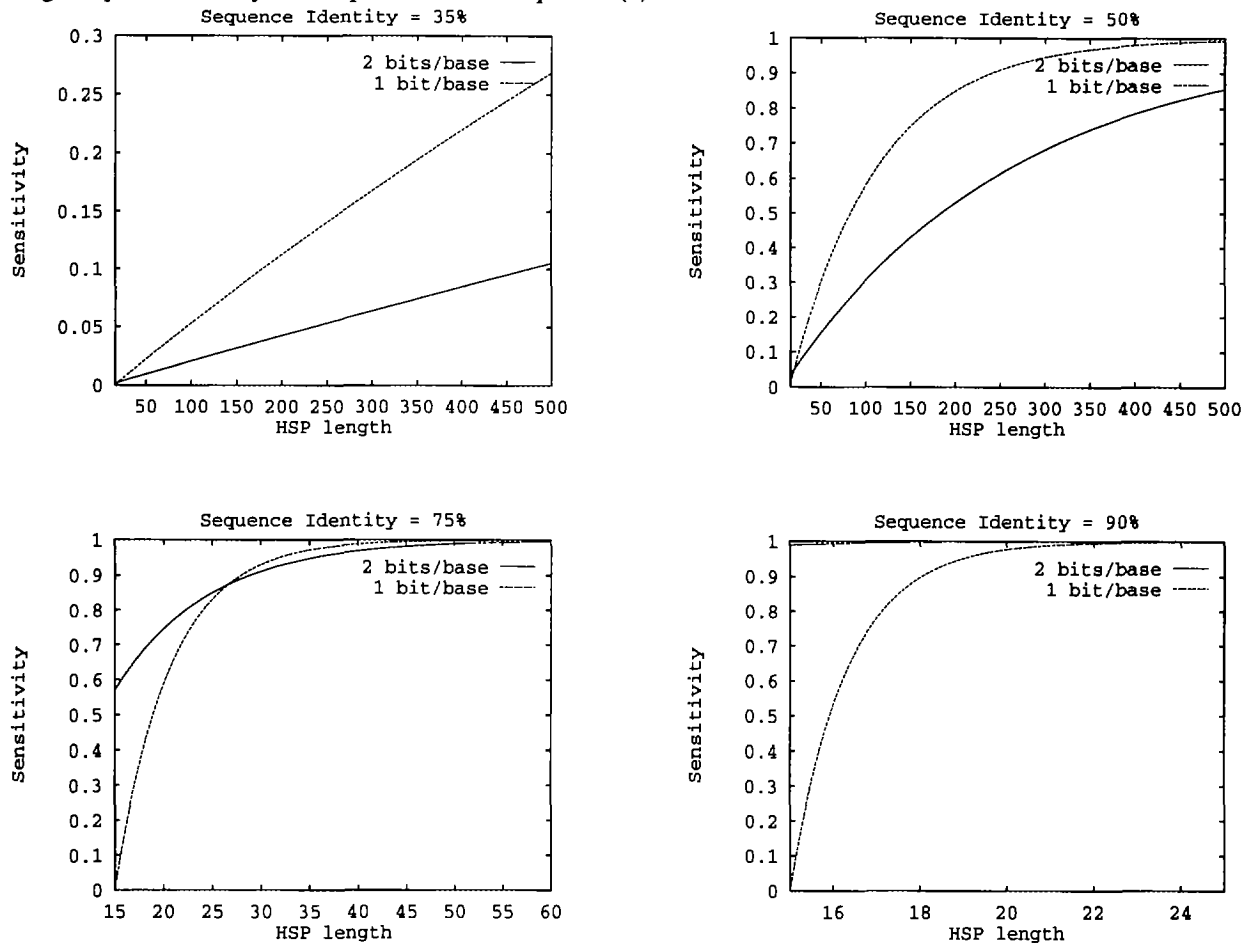 Sequence Identity = 35%
0.3
0.25
0.2
0.15
0.1
0.05
0
Sensitivity
2 bits/base
1 bit/base
50 100 150 200 250 300 350 400 450 500
HSP length
Sequence Identity = 50%
1
0.9
0.8
0.7
0.6
0.5
0.4
0.3
0.2
0.1
0
Sensitivity
2 bits/base
1 bit/base
50 100 150 200 250 300 350 400 450 500
HSP length
Sequence Identity = 75%
1
0.9
0.8
0.7
0.6
0.5
0.4
0.3
0.2
0.1
0
Sensitivity
2 bits/base
1 bit/base
15 20 25 30 35 40 45 50 55 60
HSP length
Sequence Identity = 90%
1
0.9
0.8
0.7
0.6
0.5
0.4
0.3
0.2
0.1
0
Sensitivity
2 bits/base
1 bit/base
16 18 20 22 24
HSP length